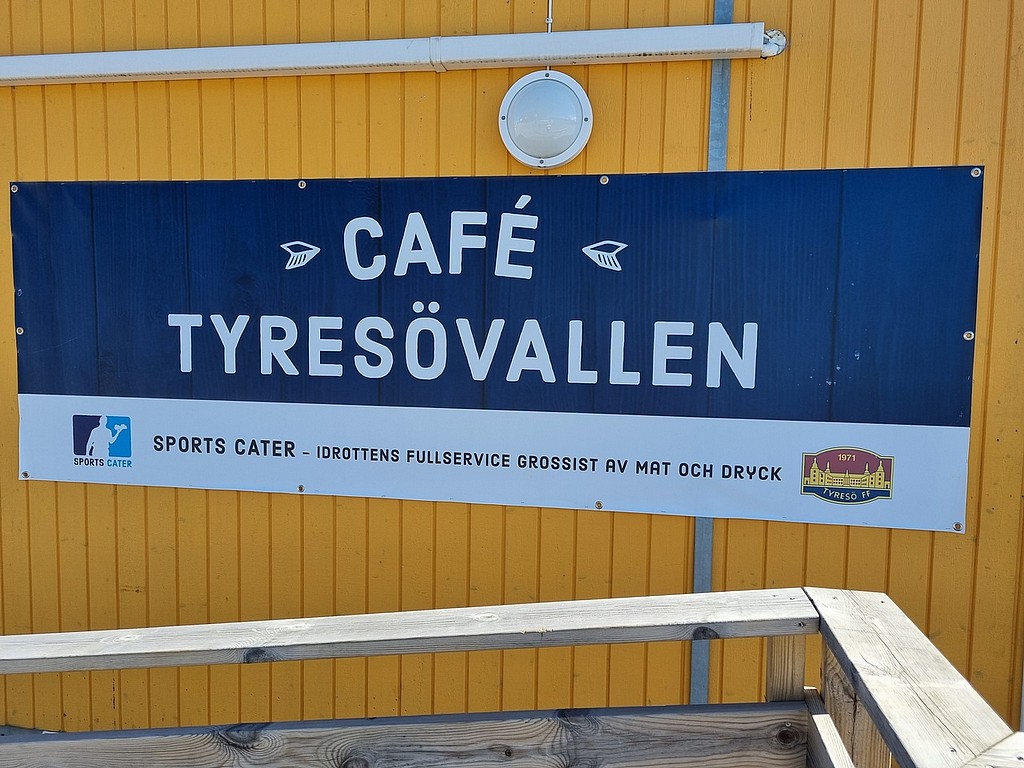 CAFÉ
TYRESÖVALLEN
SPORTS CATER
SPORTS CATER – IDROTTENS FULLSERVICE GROSSIST AV MAT OCH DRYCK
1971
TYRESÖ FF